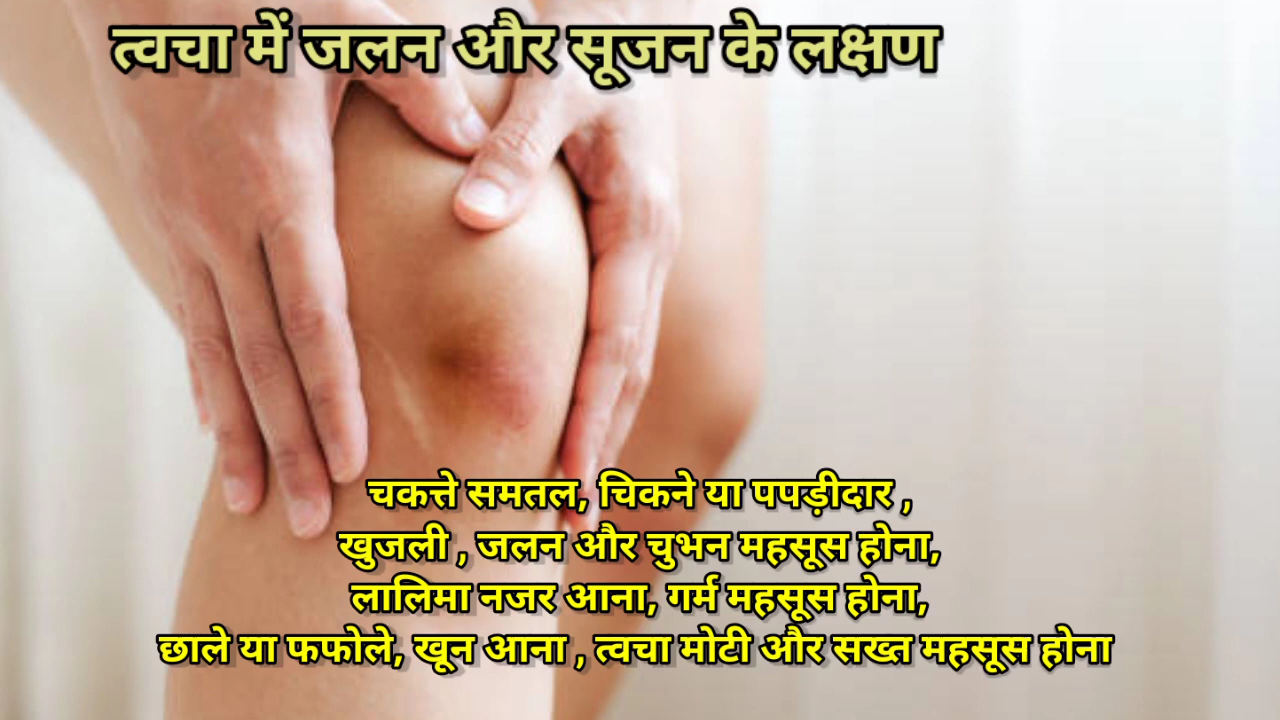 त्वचा में जलन और सूजन के लक्षण
चकत्ते समतल, चिकने या पपड़ीदार ,
खुजली , जलन और चुभन महसूस होना,
लालिमा नजर आना, गर्म महसूस होना,
छाले या फफोले, खून आना , त्वचा मोटी और सख्त महसूस होना